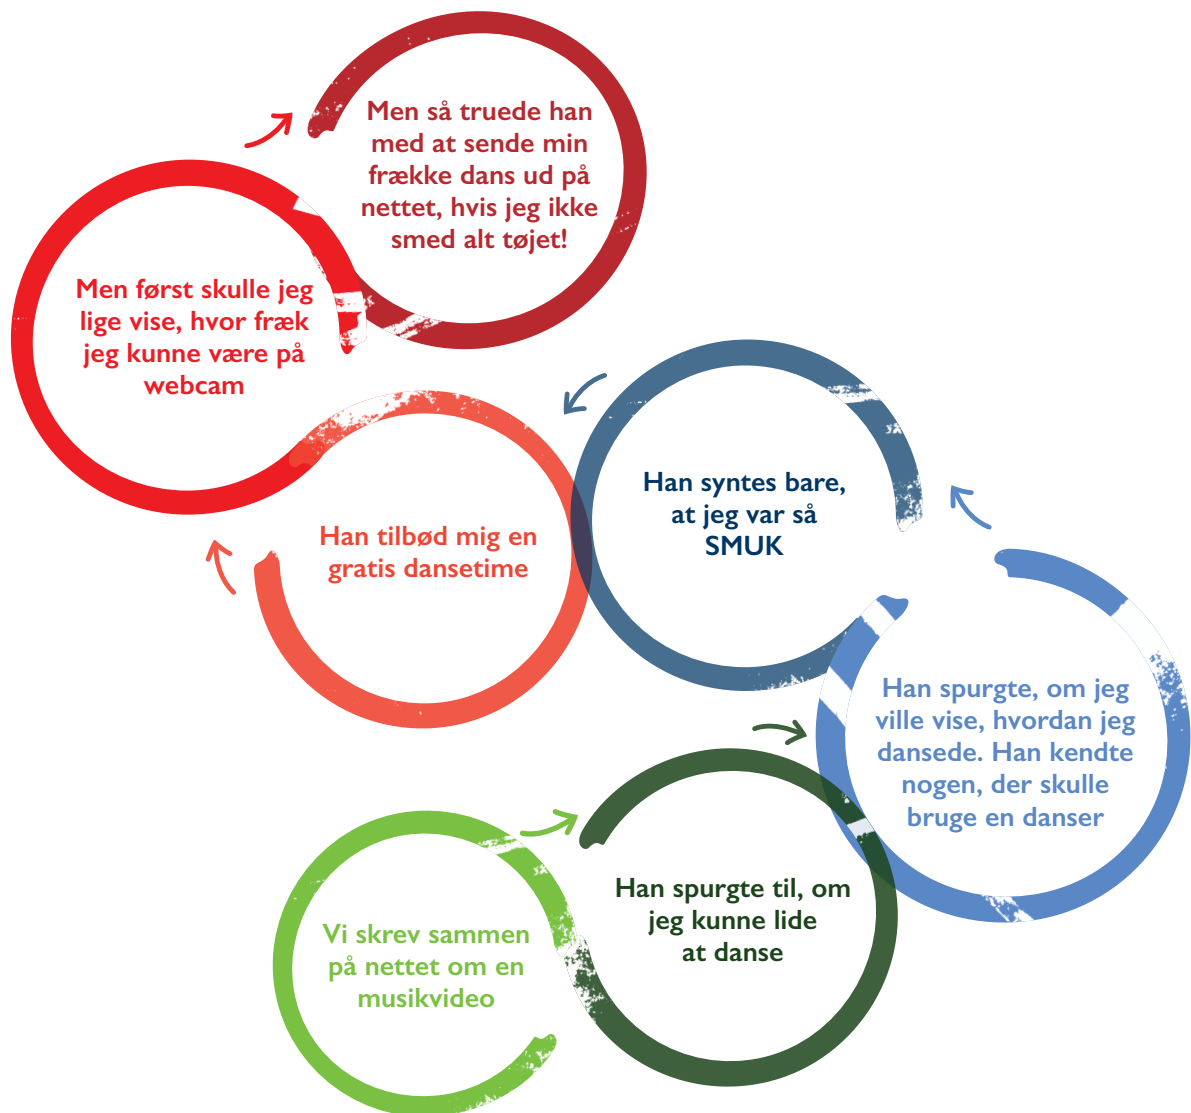 Men så truede han
med at sende min
frække dans ud på
nettet, hvis jeg ikke
smed alt tøjet!
Men først skulle jeg
lige vise, hvor fræk
jeg kunne være på
webcam
Han syntes bare,
at jeg var så
SMUK
Han tilbød mig en
gratis dansetime
Han spurgte, om jeg
ville vise, hvordan jeg
dansede. Han kendte
nogen, der skulle
bruge en danser
Han spurgte til, om
jeg kunne lide
at danse
Vi skrev sammen
på nettet om en
musikvideo